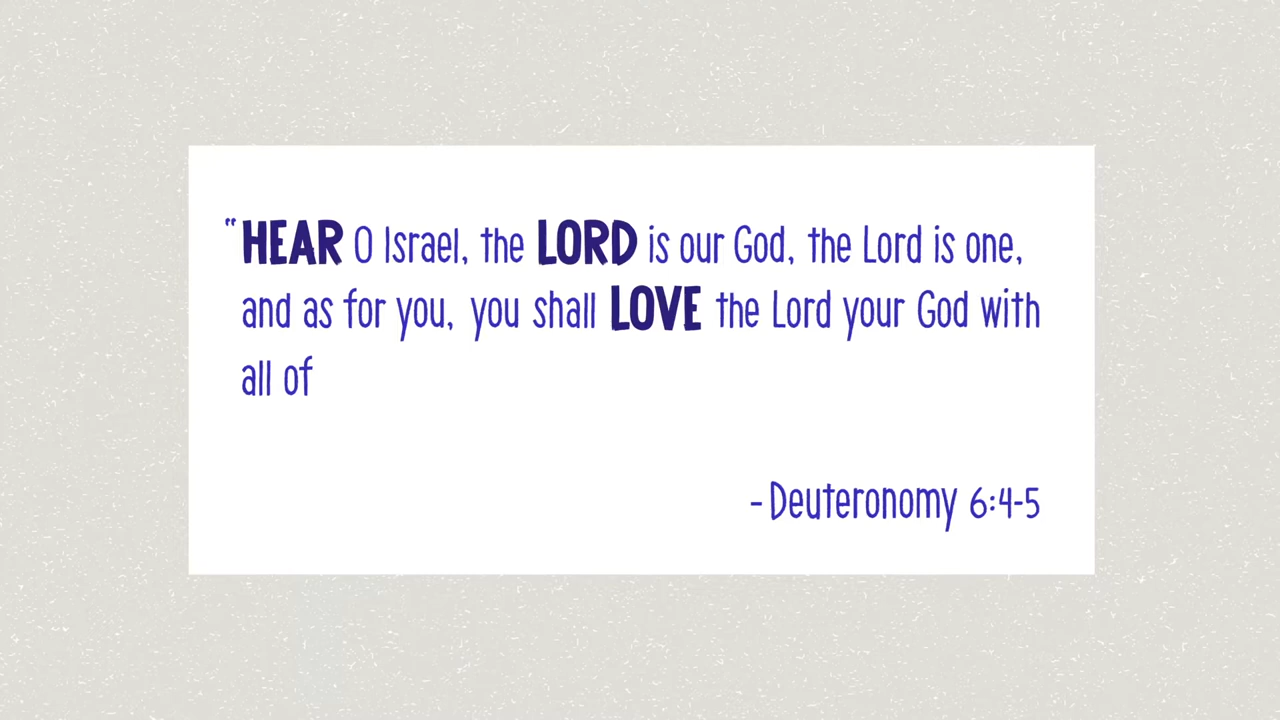 “HEAR O Israel, the LORD is our God, the Lord is one,
and as for you, you shall LOVE the Lord your God with
all of
-Deuteronomy 6:4-5